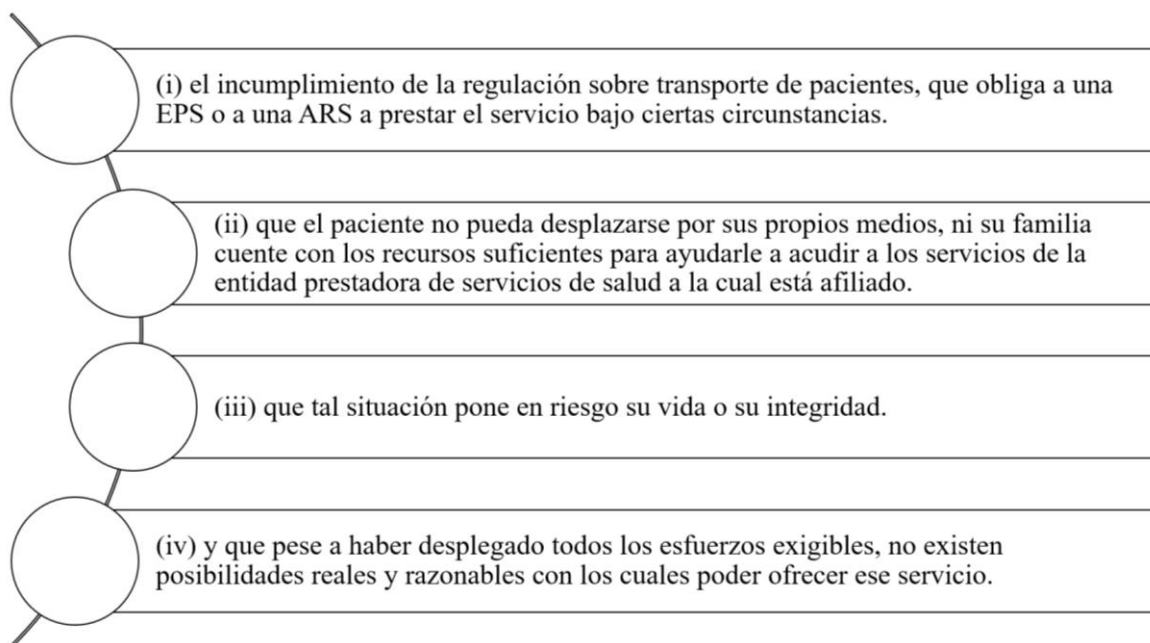 (i) el incumplimiento de la regulación sobre transporte de pacientes, que obliga a una
EPS o a una ARS a prestar el servicio bajo ciertas circunstancias.
(ii) que el paciente no pueda desplazarse por sus propios medios, ni su familia
cuente con los recursos suficientes para ayudarle a acudir a los servicios de la
entidad prestadora de servicios de salud a la cual está afiliado.
(iii) que tal situación pone en riesgo su vida o su integridad.
(iv) y que pese a haber desplegado todos los esfuerzos exigibles, no existen
posibilidades reales y razonables con los cuales poder ofrecer ese servicio.